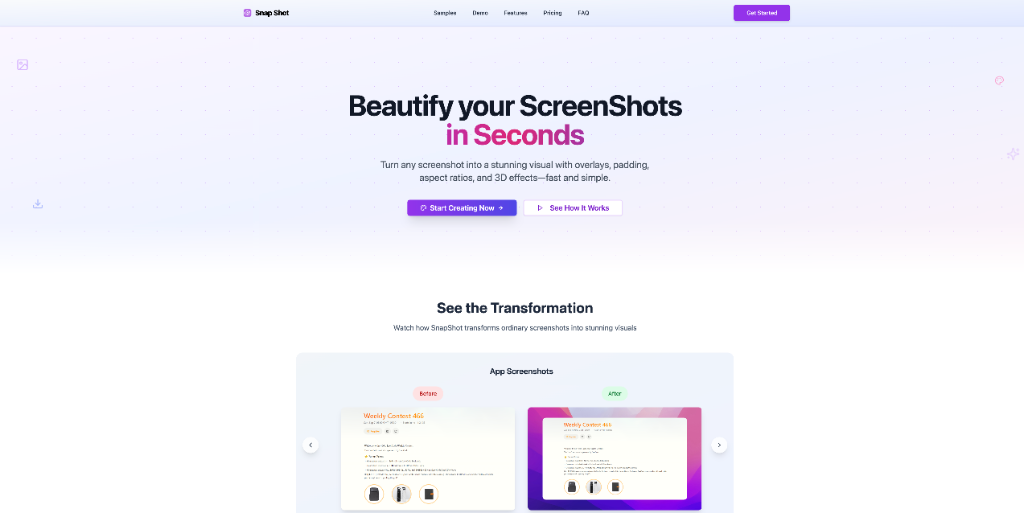 Snap Shot
Samples
Demo
Features
Pricing
FAQ
Get Started
Beautify your ScreenShots
in Seconds
Turn any screenshot into a stunning visual with overlays, padding,
aspect ratios, and 3D effects—fast and simple.
Start Creating Now
See How It Works
See the Transformation
Watch how SnapShot transforms ordinary screenshots into stunning visuals
App Screenshots
Before
After
Weekly Contest 465
Weekly Contest 465